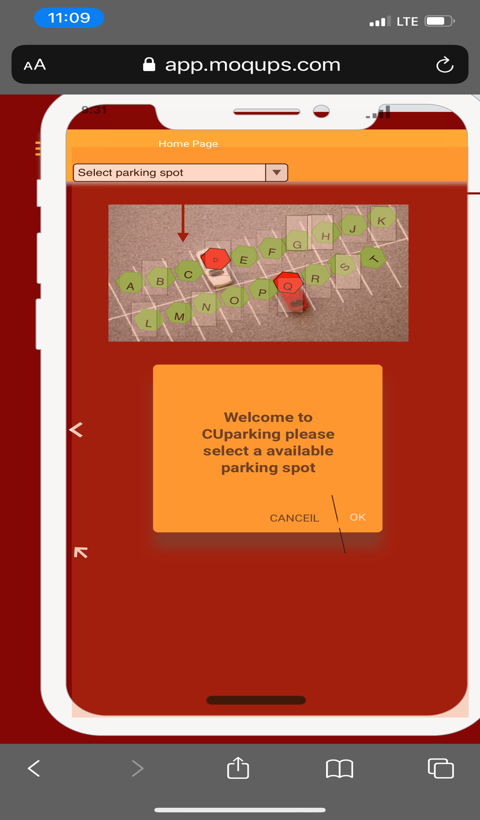 11:09
LTE
AA
app.moqups.com
9:31
Home Page
Select parking spot
A B C D E F G H J K
L M N O P Q R S T
Welcome to
CUparking please
select a available
parking spot
CANCEIL
OK